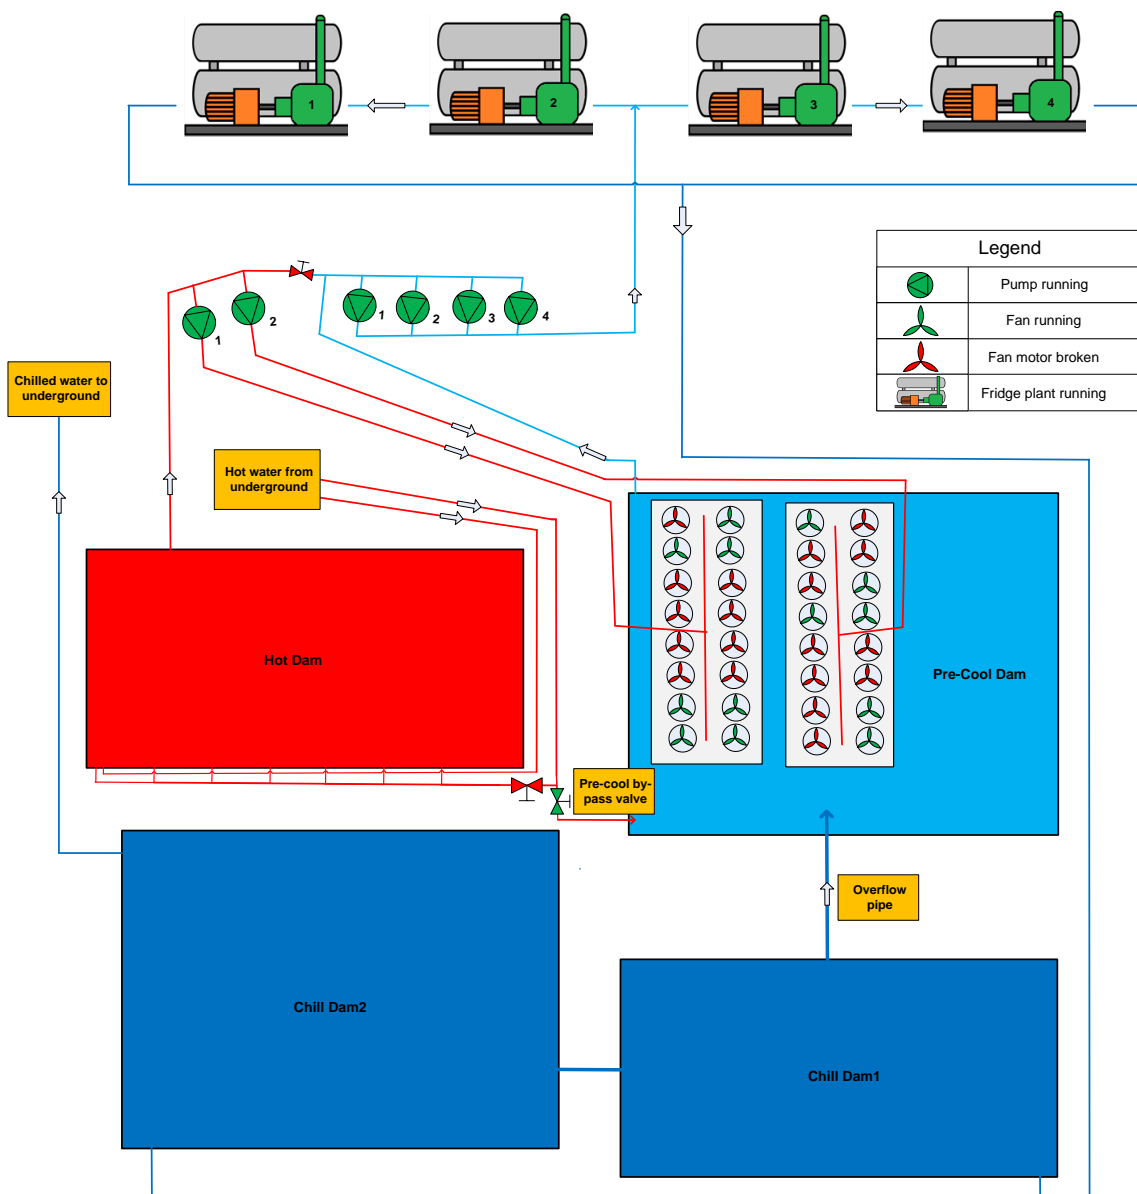 1
2
3
4
Legend
Pump running
Fan running
Fan motor broken
Fridge plant running
1
2
1
2
3
4
Chilled water to
underground
Hot water from
underground
Hot Dam
Pre-Cool Dam
Pre-cool by-
pass valve
Overflow
pipe
Chill Dam2
Chill Dam1